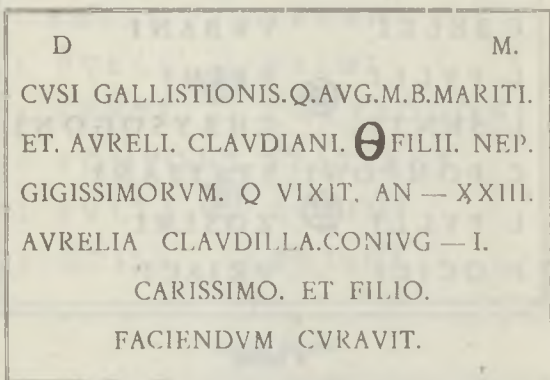 D M.
CVSI GALLISTIONIS.Q.AVG.M.B.MARITI.
ET. AVRELI. CLAVDIANI. Θ FILII. NEP.
GIGISSIMORVM. Q VIXIT. AN — XXIII.
AVRELIA CLAVDILLA.CONIVG — I.
CARISSIMO. ET FILIO.
FACIENDVM CVRAVIT.